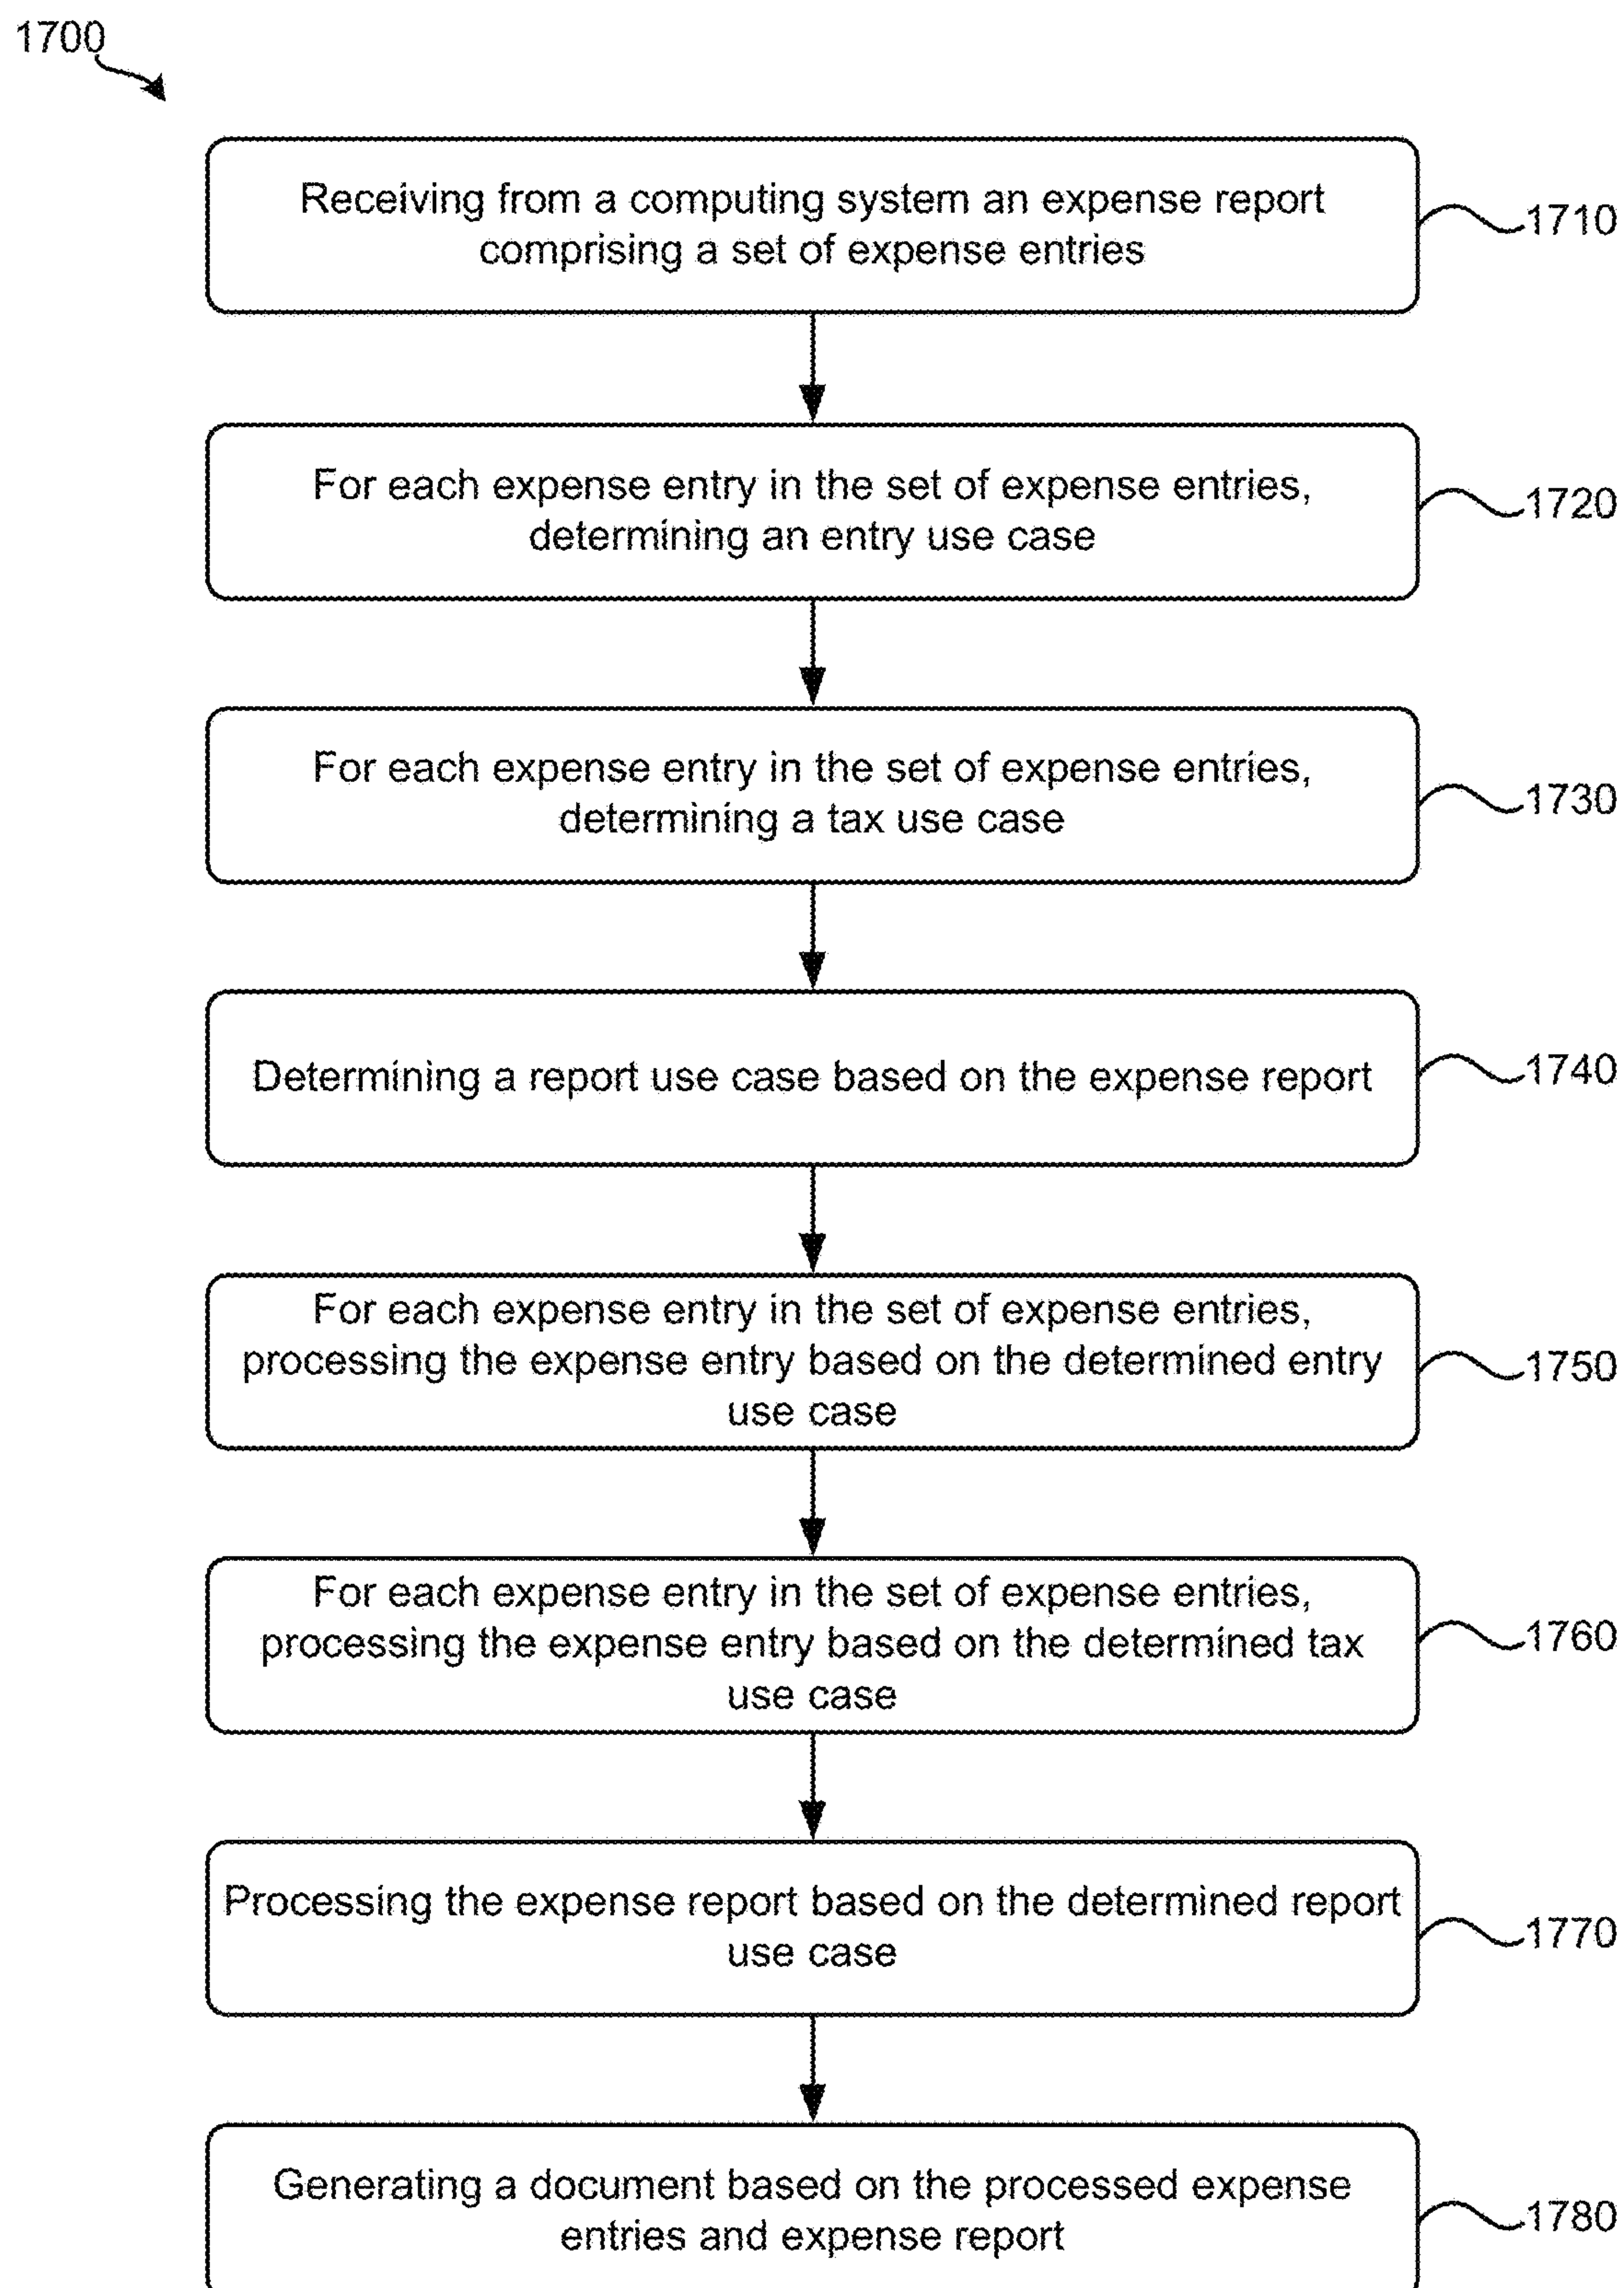 1700
Receiving from a computing system an expense report
comprising a set of expense entries
1710
For each expense entry in the set of expense entries,
determining an entry use case
1720
For each expense entry in the set of expense entries,
determining a tax use case
1730
Determining a report use case based on the expense report
1740
For each expense entry in the set of expense entries,
processing the expense entry based on the determined entry
use case
1750
For each expense entry in the set of expense entries,
processing the expense entry based on the determined tax
use case
1760
Processing the expense report based on the determined report
use case
1770
Generating a document based on the processed expense
entries and expense report
1780